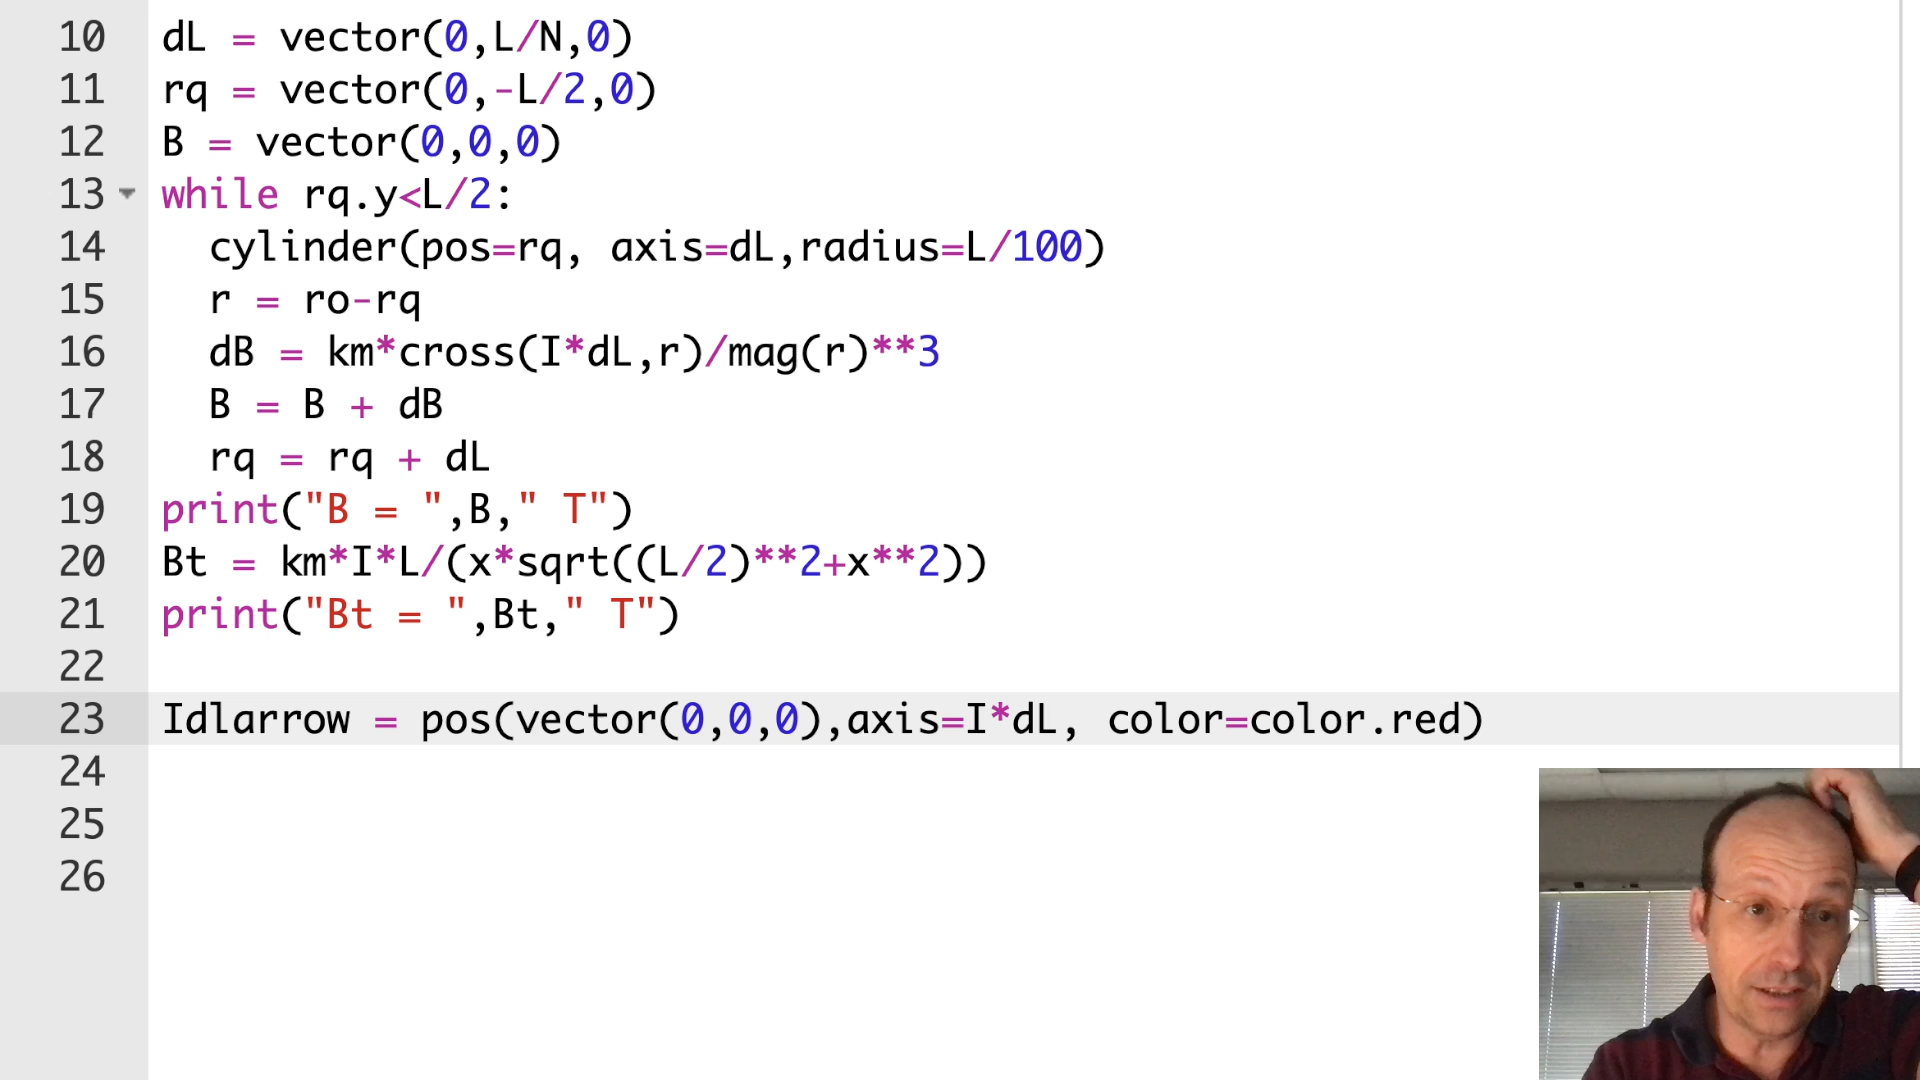 10 dL = vector(0,L/N,0)
11 rq = vector(0,-L/2,0)
12 B = vector(0,0,0)
13 while rq.y<L/2:
14   cylinder(pos=rq, axis=dL,radius=L/100)
15   r = ro-rq
16   dB = km*cross(I*dL,r)/mag(r)**3
17   B = B + dB
18   rq = rq + dL
19 print("B = ",B," T")
20 Bt = km*I*L/(x*sqrt((L/2)**2+x**2))
21 print("Bt = ",Bt," T")
22
23 Idlarrow = pos(vector(0,0,0),axis=I*dL, color=color.red)
24
25
26